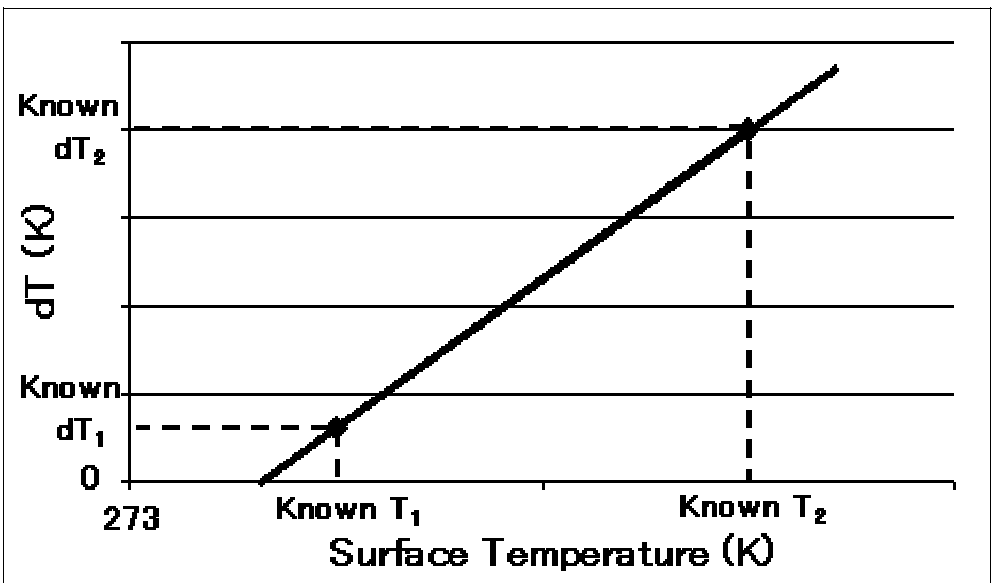 Known
dT₂
dT (K)
Known
dT₁
0
273
Known T₁
Known T₂
Surface Temperature (K)